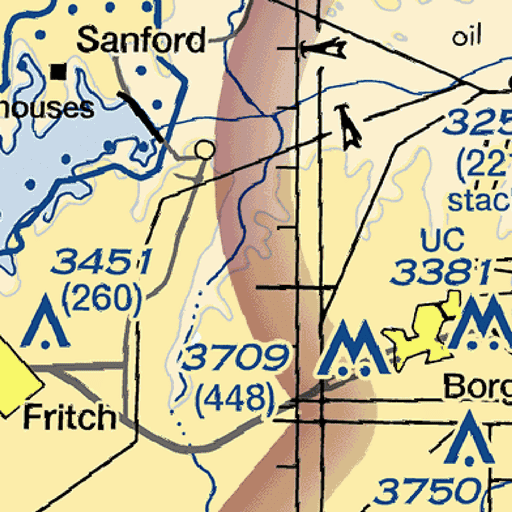 Sanford
oil
houses
325
(22
stac
UC
3381
3451
(260)
3709
(448)
Borg
Fritch
3750